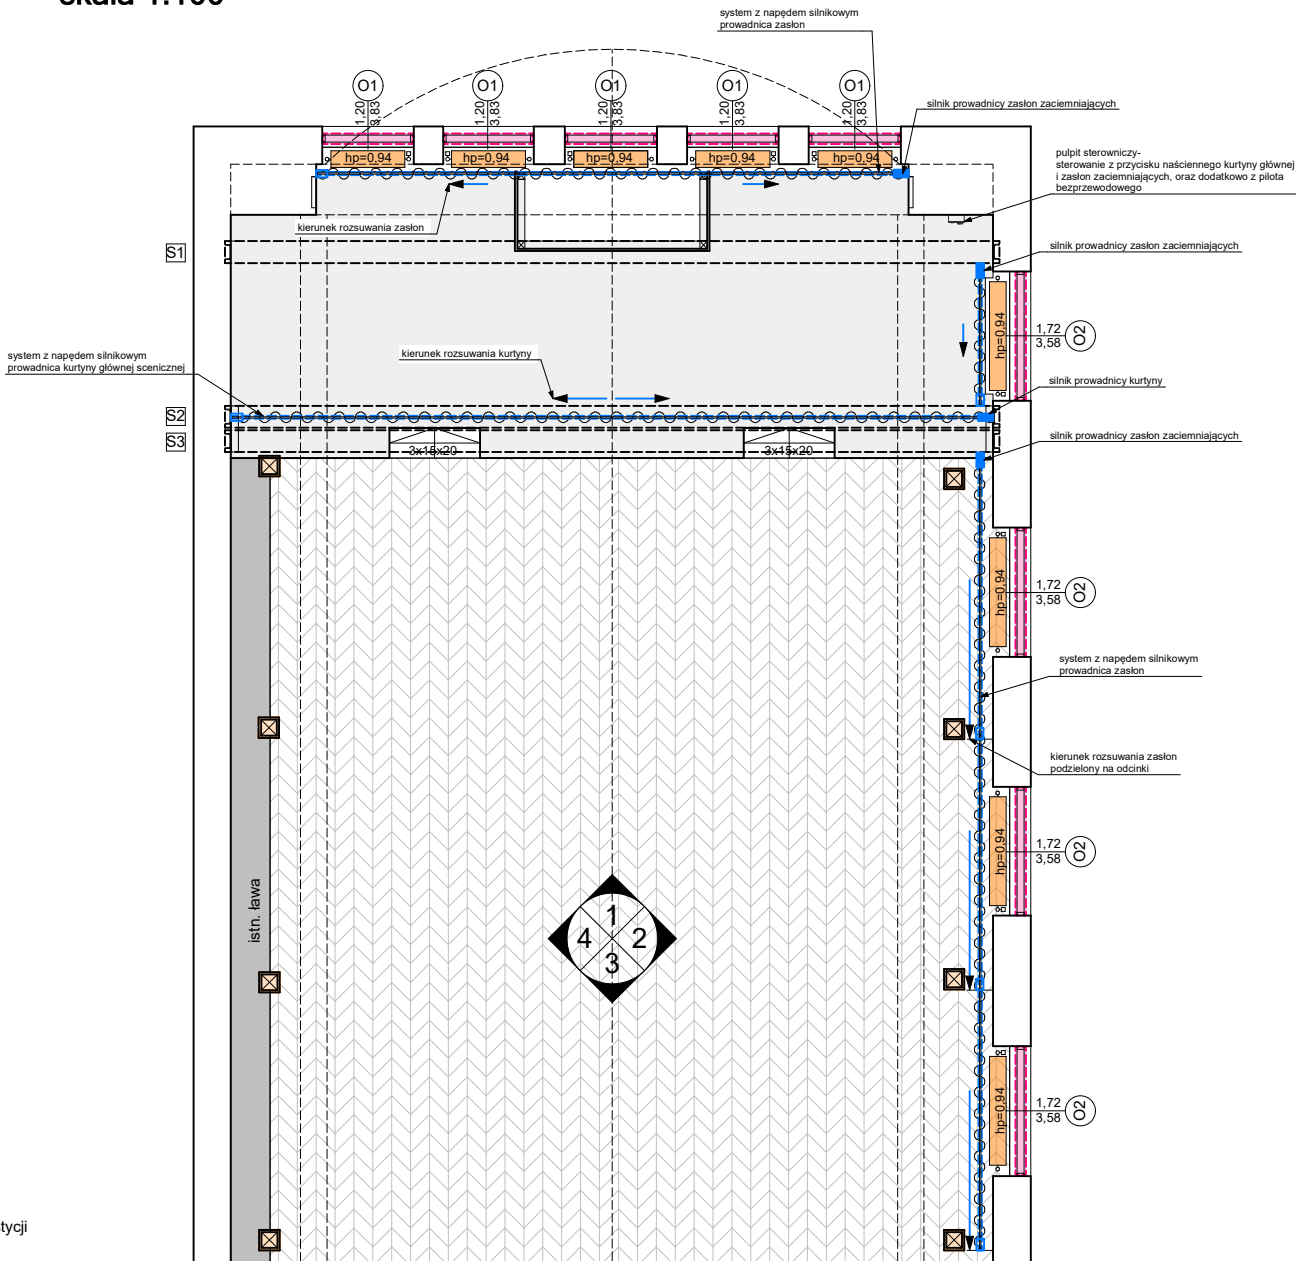 skala 1:100
system z napędem silnikowym
prowadnica zasłon
O1
O1
O1
O1
O1
1,20
3,83
1,20
3,83
1,20
3,83
1,20
3,83
1,20
3,83
silnik prowadnicy zasłon zaciemniających
hp=0,94
hp=0,94
hp=0,94
hp=0,94
hp=0,94
pulpit sterowniczy-
sterowanie z przycisku naściennego kurtyny głównej
i zasłon zaciemniających, oraz dodatkowo z pilota
bezprzewodowego
kierunek rozsuwania zasłon
S1
silnik prowadnicy zasłon zaciemniających
hp=0,94
1,72
3,58
O2
system z napędem silnikowym
prowadnica kurtyny głównej scenicznej
kierunek rozsuwania kurtyny
silnik prowadnicy kurtyny
S2
S3
silnik prowadnicy zasłon zaciemniających
3x15x20
3x15x20
hp=0,94
1,72
3,58
O2
system z napędem silnikowym
prowadnica zasłon
kierunek rozsuwania zasłon
podzielony na odcinki
hp=0,94
1,72
3,58
O2
istn. ława
1
4
2
3
hp=0,94
1,72
3,58
O2
tycji